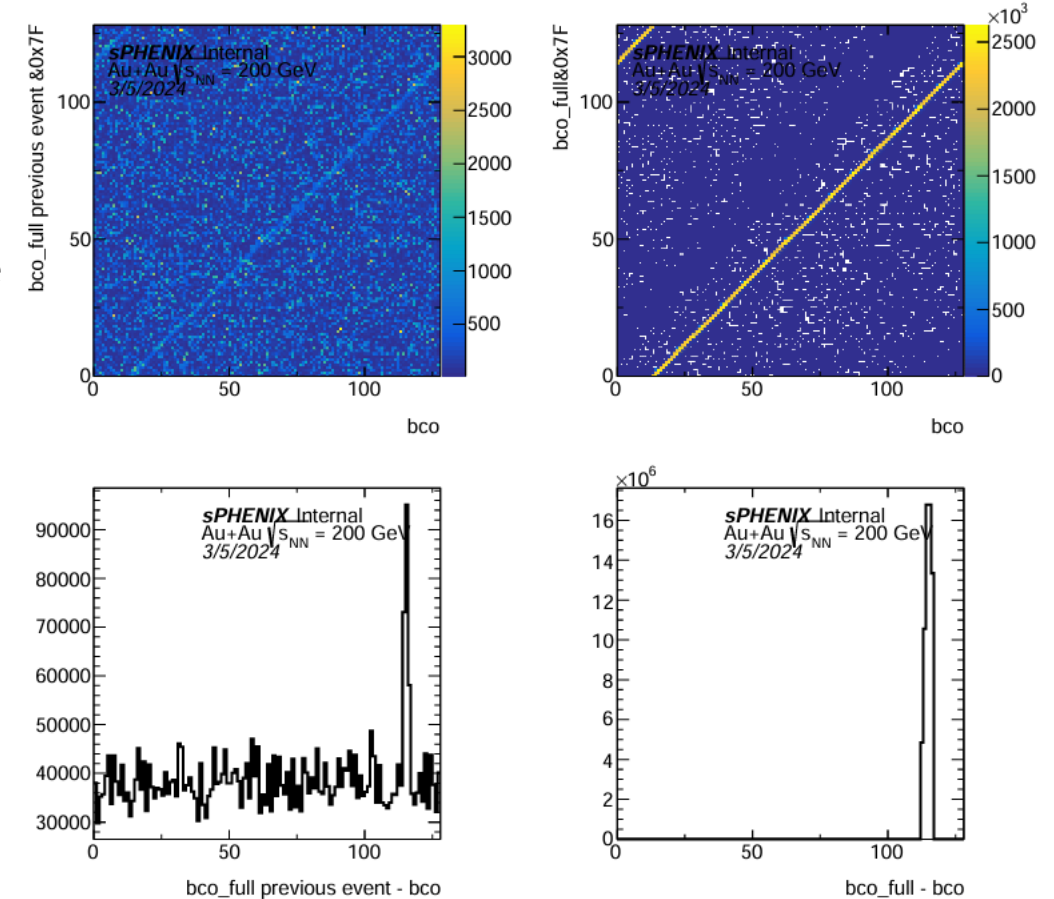 bco_full previous event &0x7F
sPHENIX Internal
Au+Au √sNN = 200 GeV
3/5/2024
3000
2500
2000
1500
1000
500
100
50
0
0 50 100
bco
×10³
bco_full&0x7F
sPHENIX Internal
Au+Au √sNN = 200 GeV
3/5/2024
2500
2000
1500
1000
500
0
100
50
0
0 50 100
bco
sPHENIX Internal
Au+Au √sNN = 200 GeV
3/5/2024
90000
80000
70000
60000
50000
40000
30000
0 50 100
bco_full previous event - bco
×10⁶
sPHENIX Internal
Au+Au √sNN = 200 GeV
3/5/2024
16
14
12
10
8
6
4
2
0
0 50 100
bco_full - bco